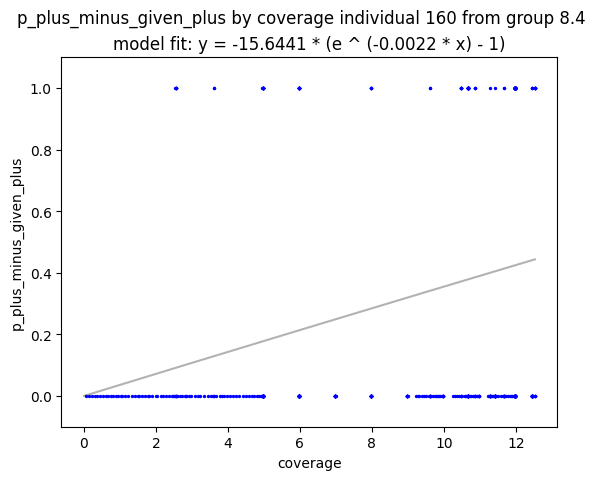 p_plus_minus_given_plus by coverage individual 160 from group 8.4
model fit: y = -15.6441 * (e ^ (-0.0022 * x) - 1)
1.0
0.8
0.6
0.4
0.2
0.0
p_plus_minus_given_plus
0 2 4 6 8 10 12
coverage